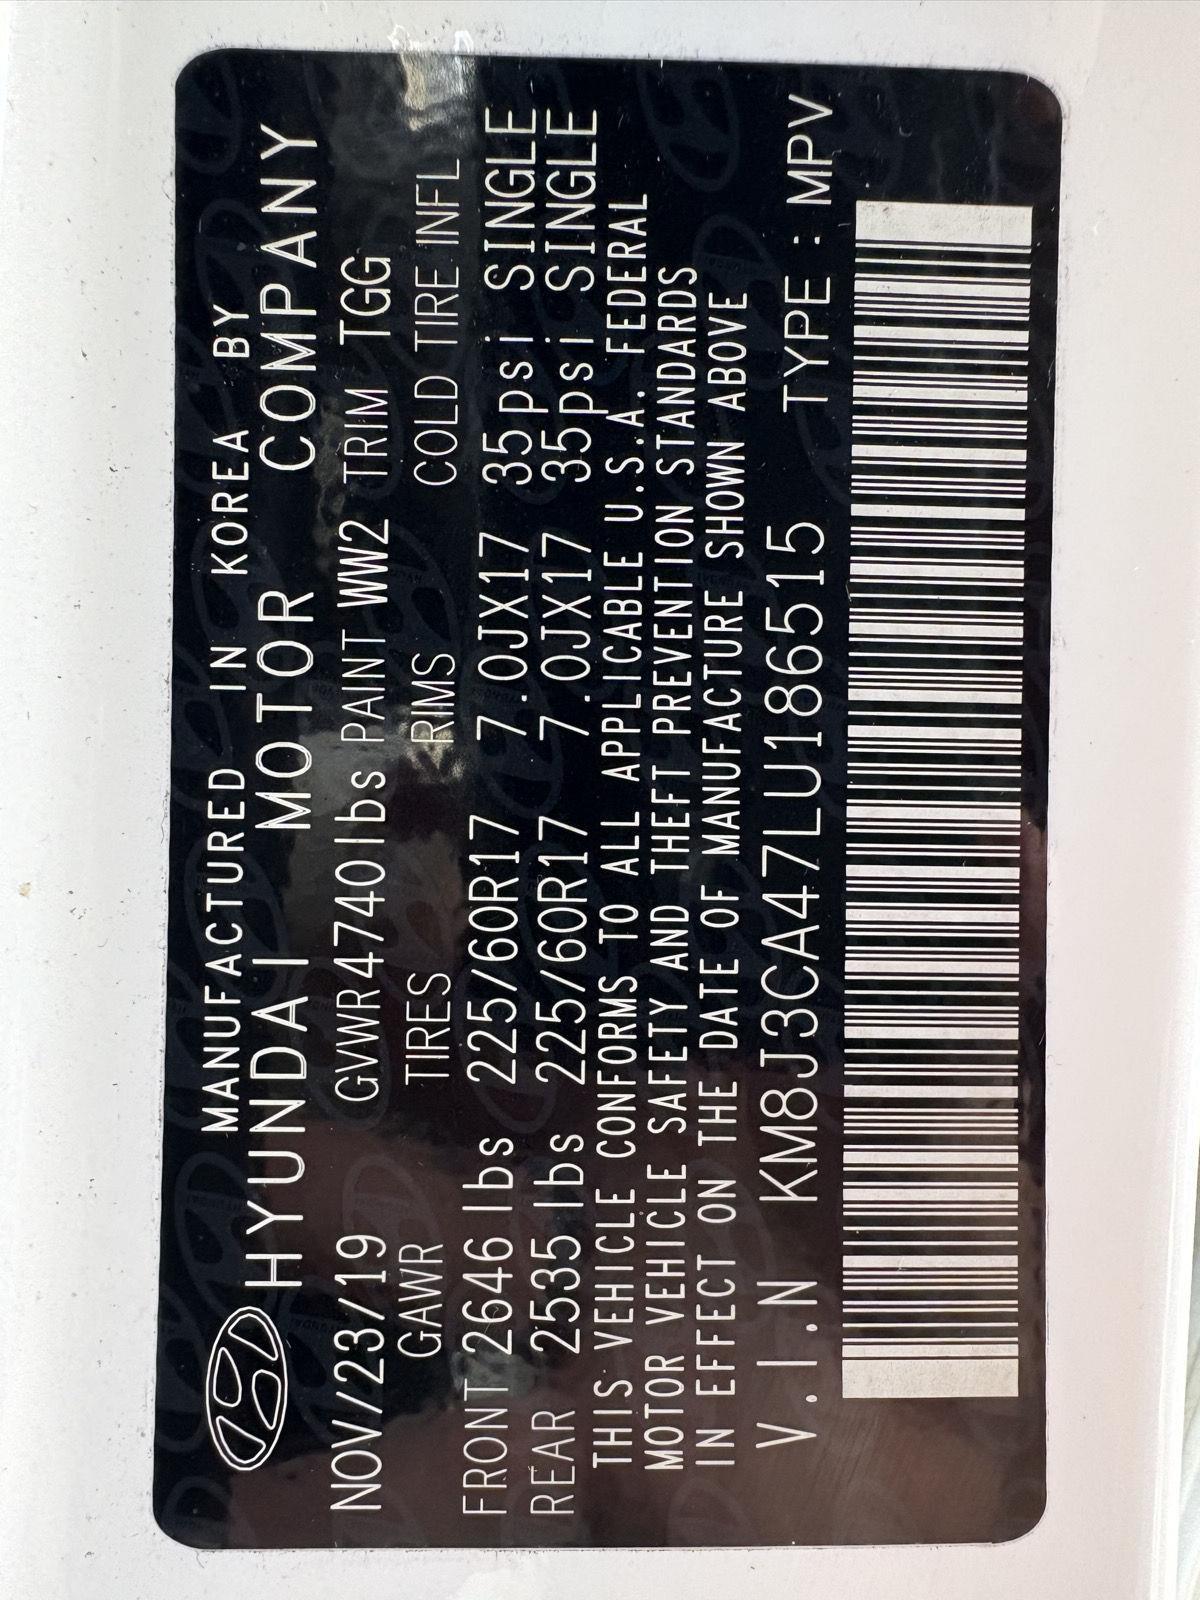 MANUFACTURED IN KOREA BY
HYUNDAI MOTOR COMPANY
NOV/23/19 GVWR 4740lbs PAINT WW2 TRIM TGG
GAWR TIRES RIMS COLD TIRE INFL
FRONT 2646 lbs 225/60R17 7.0JX17 35psi SINGLE
REAR 2535 lbs 225/60R17 7.0JX17 35psi SINGLE
THIS VEHICLE CONFORMS TO ALL APPLICABLE U.S.A. FEDERAL
MOTOR VEHICLE SAFETY AND THEFT PREVENTION STANDARDS
IN EFFECT ON THE DATE OF MANUFACTURE SHOWN ABOVE
V.I.N KM8J3CA47LU186515 TYPE : MPV